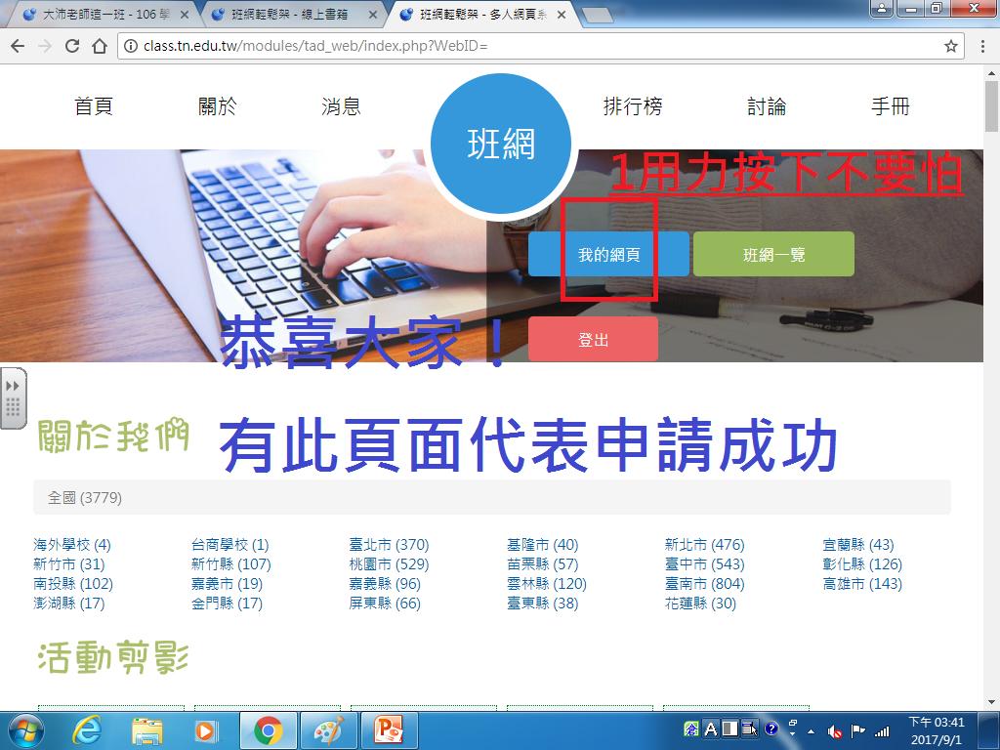 大沛老師這一班 - 106 學
班網輕鬆架 - 線上書籍
班網輕鬆架 - 多人網頁系
class.tn.edu.tw/modules/tad_web/index.php?WebID=
首頁 關於 消息 班網 排行榜 討論 手冊
1用力按下不要怕
我的網頁 班網一覽
登出
恭喜大家！
有此頁面代表申請成功
關於我們
全國 (3779)
海外學校 (4) 台商學校 (1) 臺北市 (370) 基隆市 (40) 新北市 (476) 宜蘭縣 (43)
新竹市 (31) 新竹縣 (107) 桃園市 (529) 苗栗縣 (57) 臺中市 (543) 彰化縣 (126)
南投縣 (102) 嘉義市 (19) 嘉義縣 (96) 雲林縣 (120) 臺南市 (804) 高雄市 (143)
澎湖縣 (17) 金門縣 (17) 屏東縣 (66) 臺東縣 (38) 花蓮縣 (30)
活動剪影
下午 03:41
2017/9/1